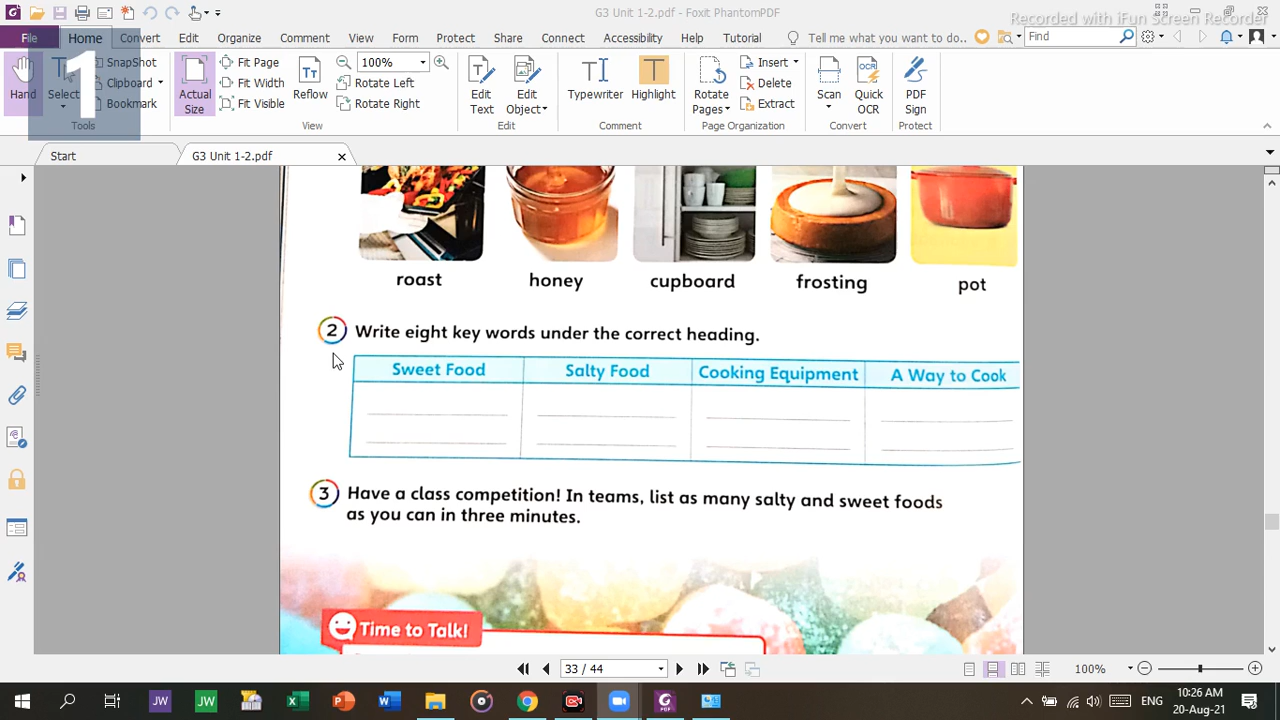 G3 Unit 1-2.pdf - Foxit PhantomPDF
Recorded with iFun Screen Recorder
File Home Convert Edit Organize Comment View Form Protect Share Connect Accessibility Help Tutorial Tell me what you want to do.. Find
1
Hand
Select
SnapShot
Clipboard
Bookmark
Tools
Actual Size
Fit Page
Fit Width
Fit Visible
Reflow
100%
Rotate Left
Rotate Right
View
Edit Text
Edit Object
Edit
Typewriter
Highlight
Comment
Rotate Pages
Insert
Delete
Extract
Page Organization
Scan
Quick OCR
Convert
PDF Sign
Protect
Start
G3 Unit 1-2.pdf
roast honey cupboard frosting pot
2 Write eight key words under the correct heading.
Sweet Food Salty Food Cooking Equipment A Way to Cook
3 Have a class competition! In teams, list as many salty and sweet foods
as you can in three minutes.
Time to Talk!
33 / 44
100%
ENG
10:26 AM
20-Aug-21